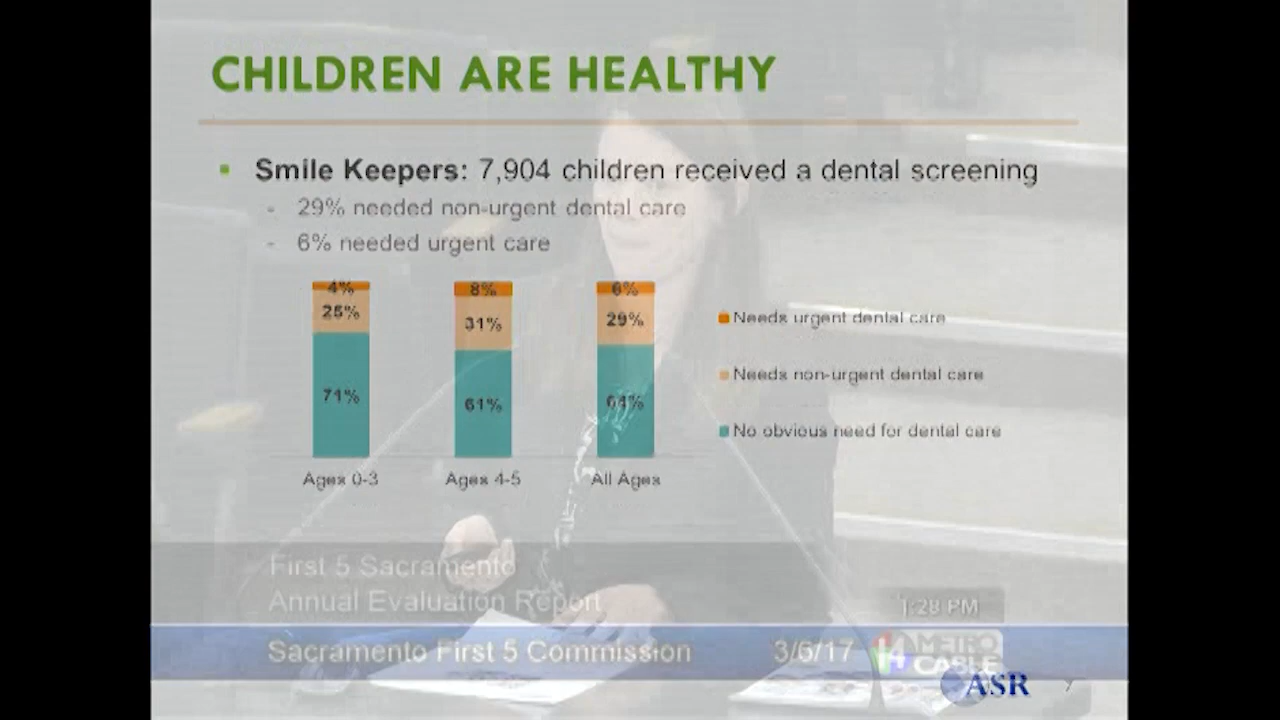 CHILDREN ARE HEALTHY
Smile Keepers: 7,904 children received a dental screening
- 29% needed non-urgent dental care
- 6% needed urgent care
4% 8% 6%
25% 31% 29%
71% 61% 64%
Needs urgent dental care
Needs non-urgent dental care
No obvious need for dental care
Ages 0-3 Ages 4-5 All Ages
First 5 Sacramento
Annual Evaluation Report
1:28 PM
Sacramento First 5 Commission 3/6/17 14 METRO
CABLE
ASR 7